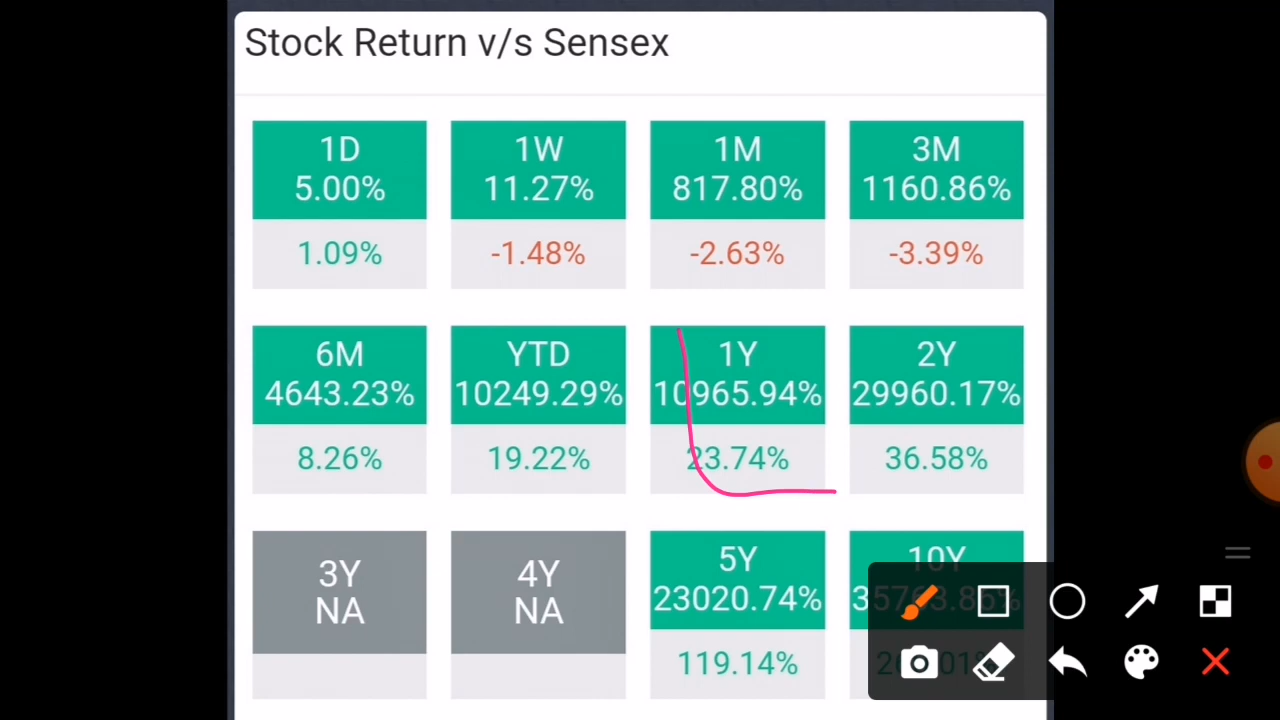 Stock Return v/s Sensex
1D 1W 1M 3M
5.00% 11.27% 817.80% 1160.86%
1.09% -1.48% -2.63% -3.39%
6M YTD 1Y 2Y
4643.23% 10249.29% 10965.94% 29960.17%
8.26% 19.22% 23.74% 36.58%
3Y 4Y 5Y 10Y
NA NA 23020.74% 35763.86%
119.14%